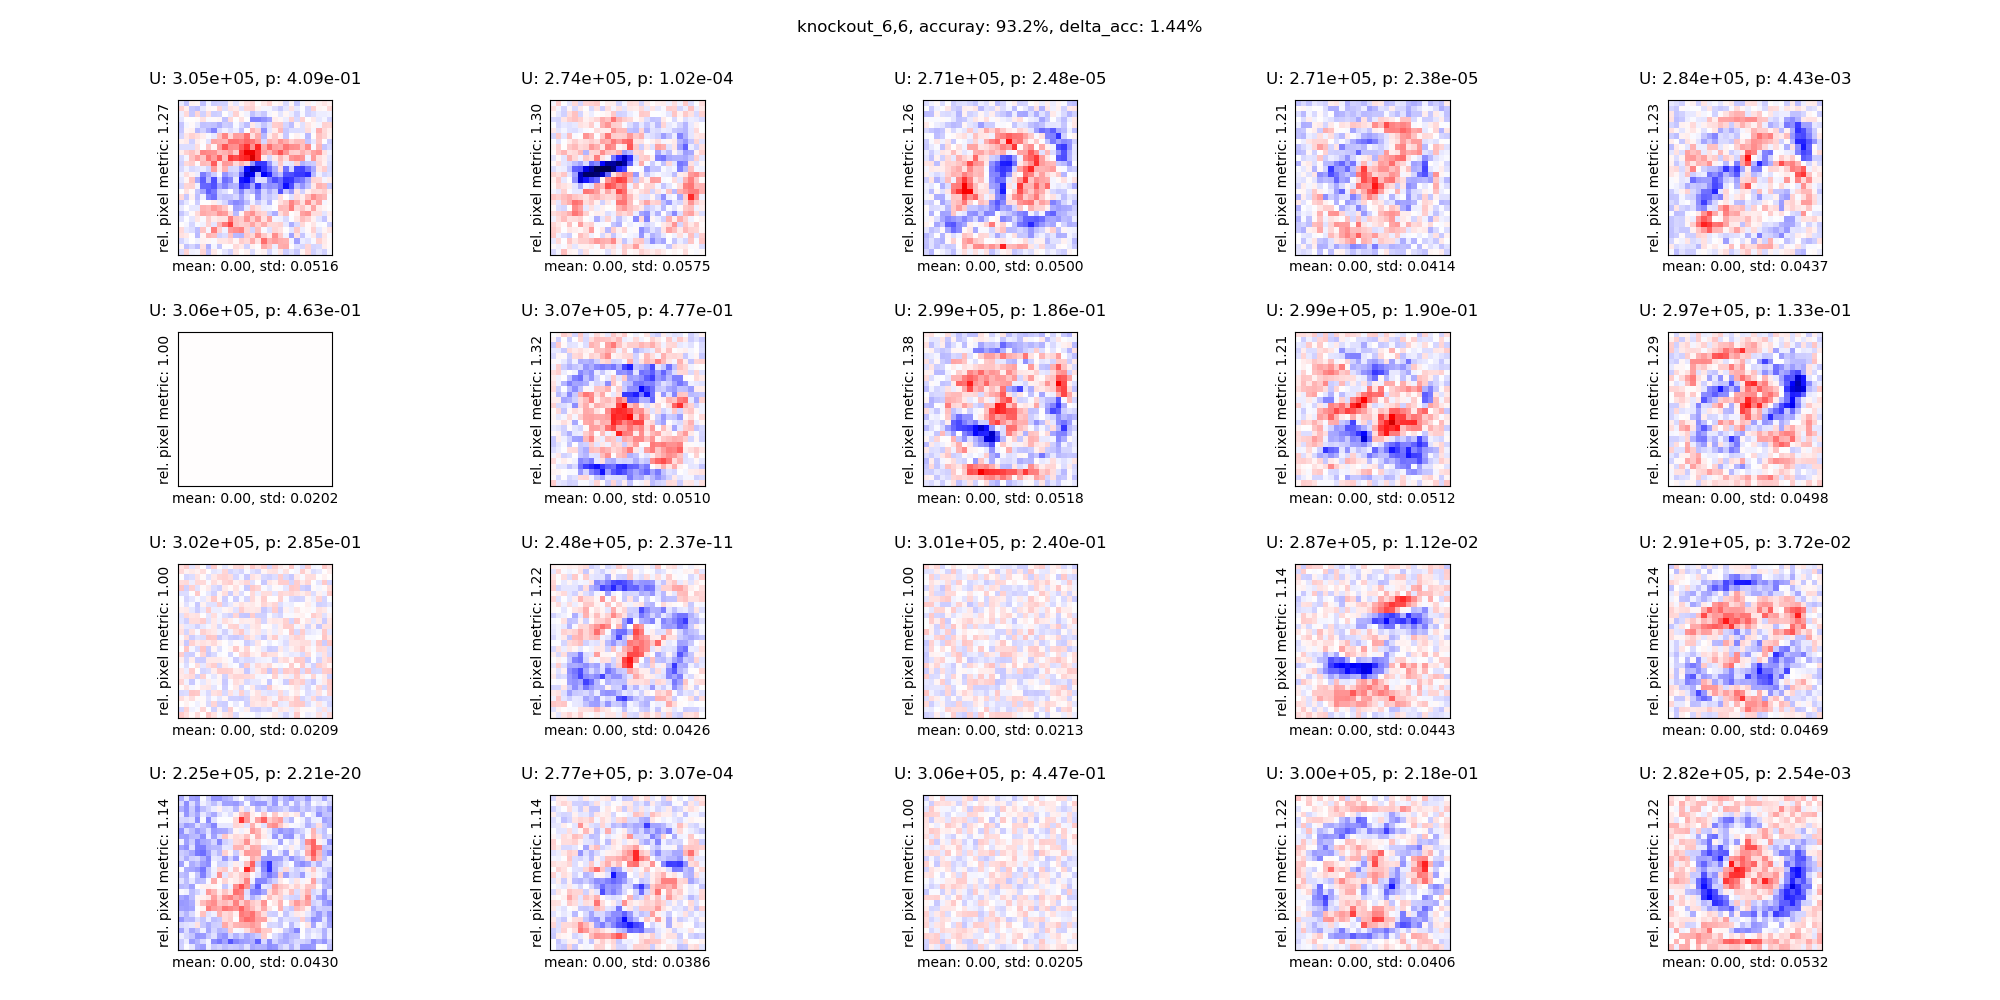 knockout_6,6, accuray: 93.2%, delta_acc: 1.44%
U: 3.05e+05, p: 4.09e-01
rel. pixel metric: 1.27
mean: 0.00, std: 0.0516
U: 2.74e+05, p: 1.02e-04
rel. pixel metric: 1.30
mean: 0.00, std: 0.0575
U: 2.71e+05, p: 2.48e-05
rel. pixel metric: 1.26
mean: 0.00, std: 0.0500
U: 2.71e+05, p: 2.38e-05
rel. pixel metric: 1.21
mean: 0.00, std: 0.0414
U: 2.84e+05, p: 4.43e-03
rel. pixel metric: 1.23
mean: 0.00, std: 0.0437
U: 3.06e+05, p: 4.63e-01
rel. pixel metric: 1.00
mean: 0.00, std: 0.0202
U: 3.07e+05, p: 4.77e-01
rel. pixel metric: 1.32
mean: 0.00, std: 0.0510
U: 2.99e+05, p: 1.86e-01
rel. pixel metric: 1.38
mean: 0.00, std: 0.0518
U: 2.99e+05, p: 1.90e-01
rel. pixel metric: 1.21
mean: 0.00, std: 0.0512
U: 2.97e+05, p: 1.33e-01
rel. pixel metric: 1.29
mean: 0.00, std: 0.0498
U: 3.02e+05, p: 2.85e-01
rel. pixel metric: 1.00
mean: 0.00, std: 0.0209
U: 2.48e+05, p: 2.37e-11
rel. pixel metric: 1.22
mean: 0.00, std: 0.0426
U: 3.01e+05, p: 2.40e-01
rel. pixel metric: 1.00
mean: 0.00, std: 0.0213
U: 2.87e+05, p: 1.12e-02
rel. pixel metric: 1.14
mean: 0.00, std: 0.0443
U: 2.91e+05, p: 3.72e-02
rel. pixel metric: 1.24
mean: 0.00, std: 0.0469
U: 2.25e+05, p: 2.21e-20
rel. pixel metric: 1.14
mean: 0.00, std: 0.0430
U: 2.77e+05, p: 3.07e-04
rel. pixel metric: 1.14
mean: 0.00, std: 0.0386
U: 3.06e+05, p: 4.47e-01
rel. pixel metric: 1.00
mean: 0.00, std: 0.0205
U: 3.00e+05, p: 2.18e-01
rel. pixel metric: 1.22
mean: 0.00, std: 0.0406
U: 2.82e+05, p: 2.54e-03
rel. pixel metric: 1.22
mean: 0.00, std: 0.0532